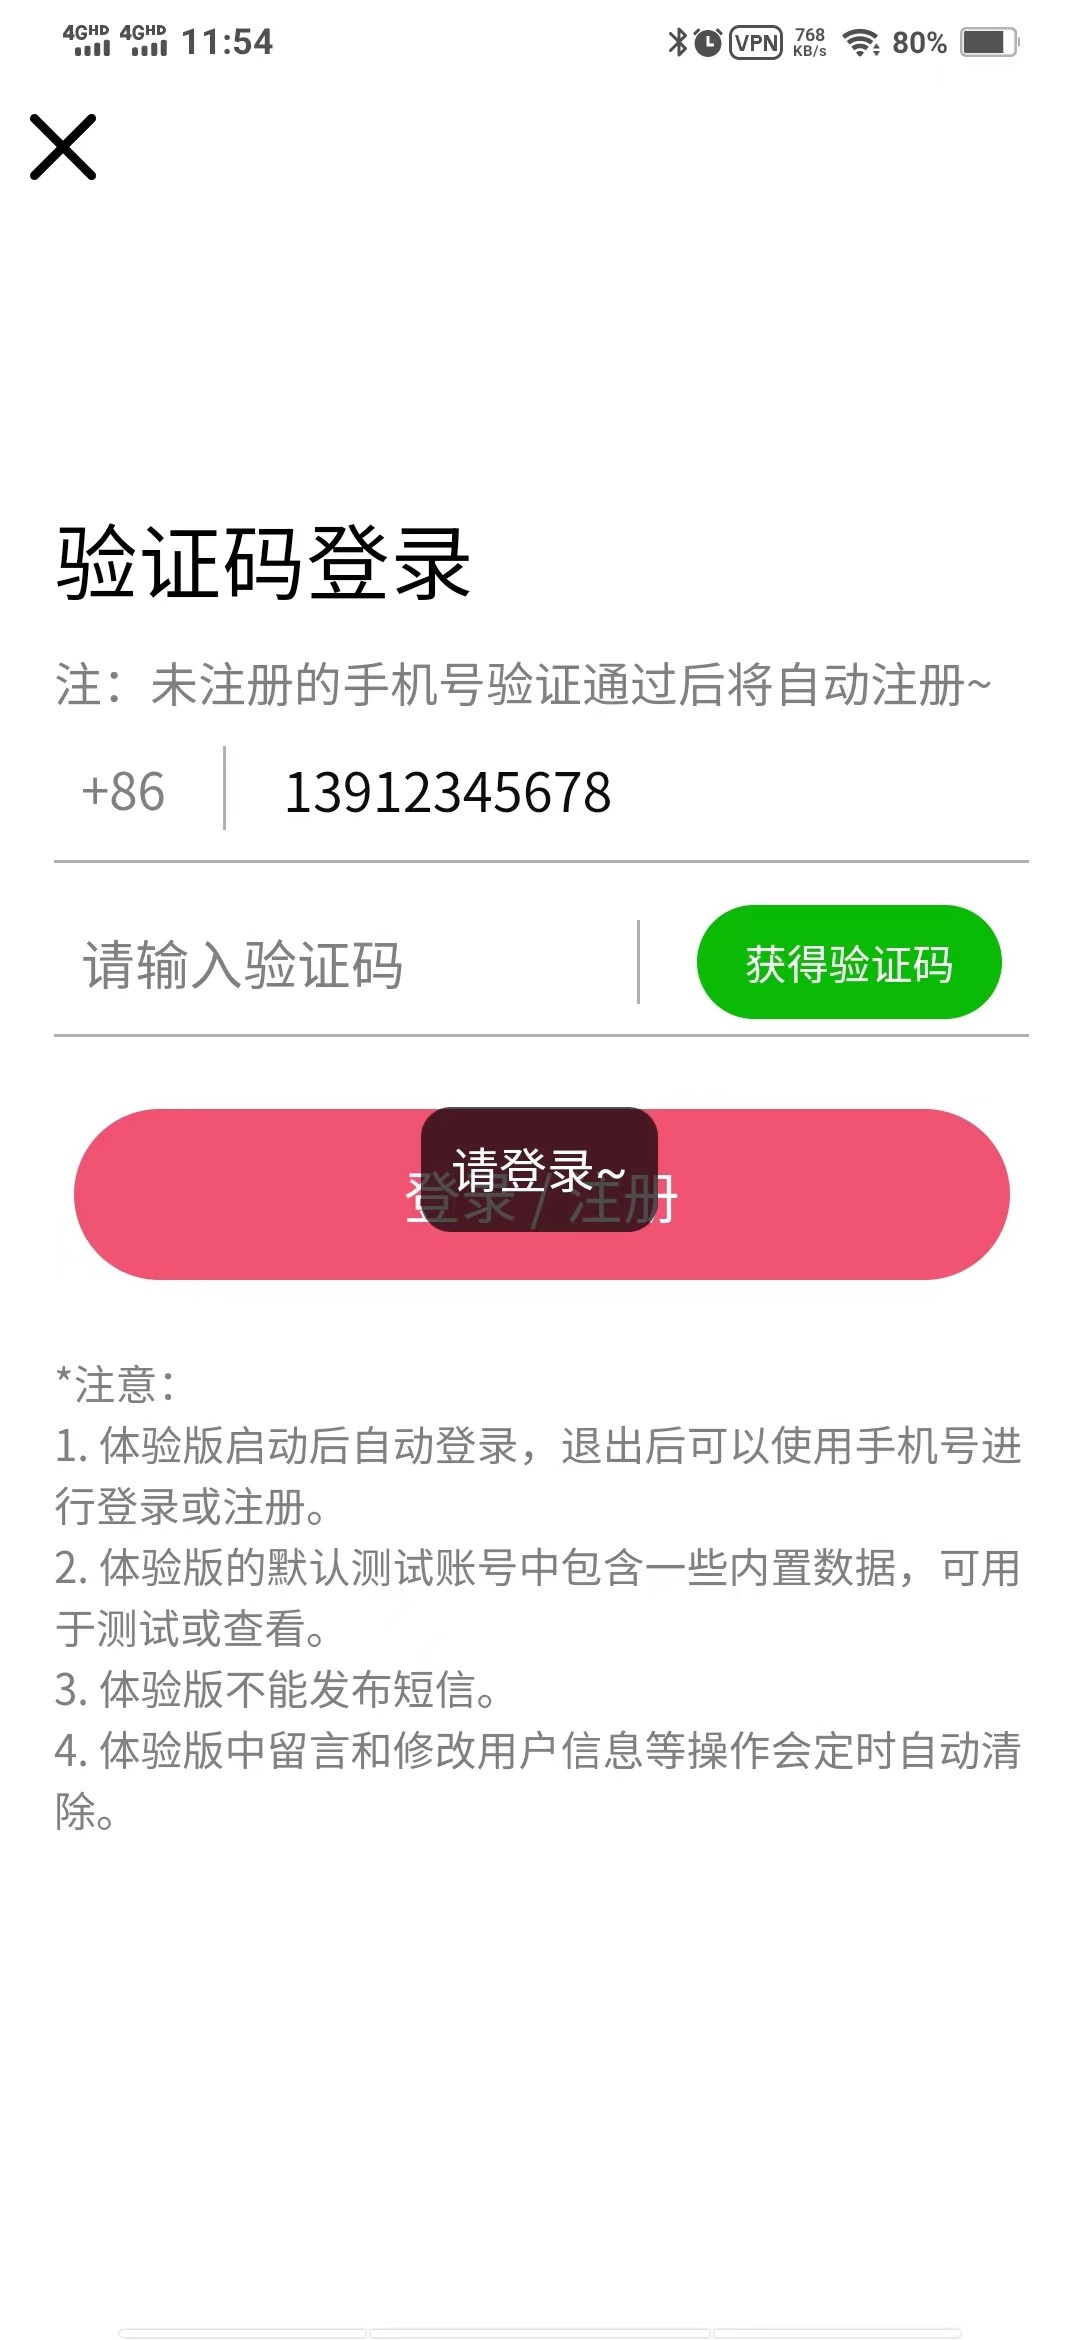 4GHD 4GHD 11:54 VPN 768 KB/s 80%
验证码登录
注：未注册的手机号验证通过后将自动注册~
+86 13912345678
请输入验证码 获得验证码
请登录~
登录 / 注册
*注意：
1. 体验版启动后自动登录，退出后可以使用手机号进
行登录或注册。
2. 体验版的默认测试账号中包含一些内置数据，可用
于测试或查看。
3. 体验版不能发布短信。
4. 体验版中留言和修改用户信息等操作会定时自动清
除。